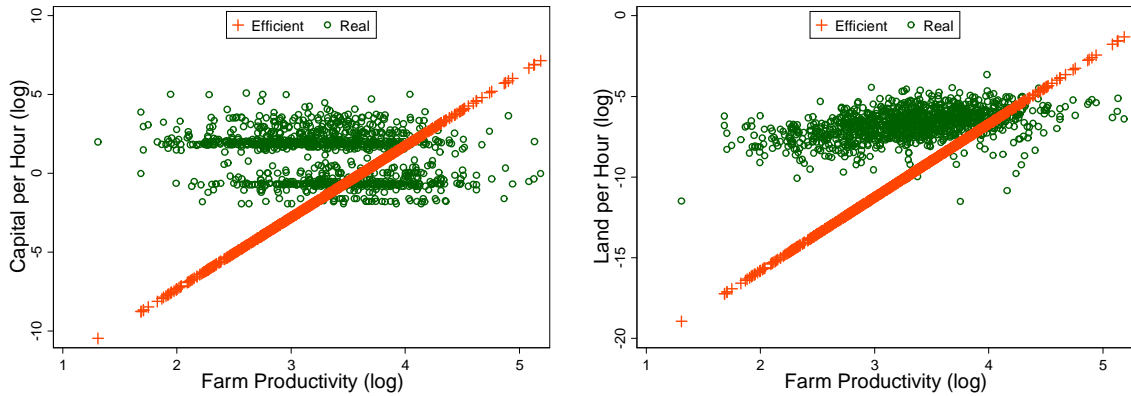 Efficient Real
Capital per Hour (log)
10
5
0
-5
-10
1 2 3 4 5
Farm Productivity (log)
Efficient Real
Land per Hour (log)
0
-5
-10
-15
-20
1 2 3 4 5
Farm Productivity (log)